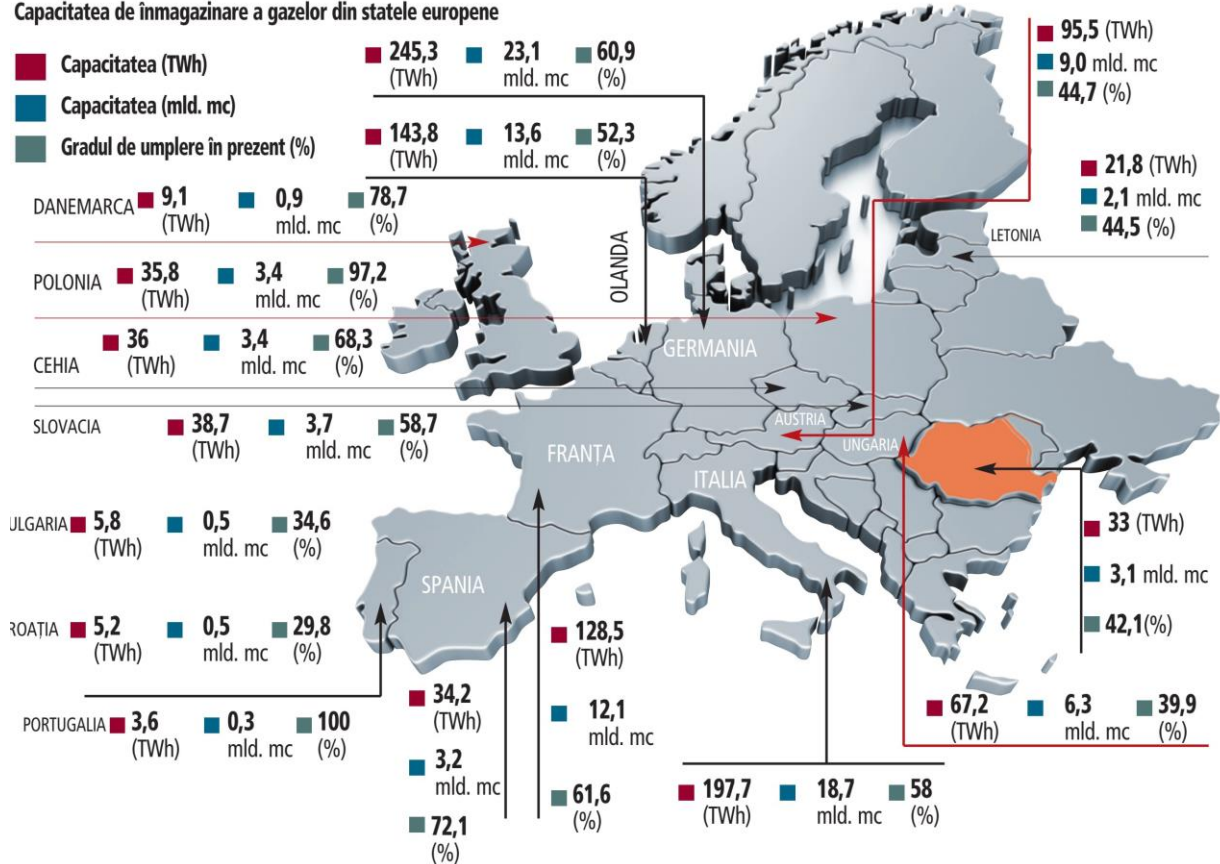 Capacitatea de înmagazinare a gazelor din statele europene
Capacitatea (TWh)
Capacitatea (mld. mc)
Gradul de umplere în prezent (%)
245,3 (TWh)
23,1 mld. mc
60,9 (%)
143,8 (TWh)
13,6 mld. mc
52,3 (%)
95,5 (TWh)
9,0 mld. mc
44,7 (%)
21,8 (TWh)
2,1 mld. mc
44,5 (%)
LETONIA
DANEMARCA
9,1 (TWh)
0,9 mld. mc
78,7 (%)
OLANDA
POLONIA
35,8 (TWh)
3,4 mld. mc
97,2 (%)
CEHIA
36 (TWh)
3,4 mld. mc
68,3 (%)
GERMANIA
SLOVACIA
38,7 (TWh)
3,7 mld. mc
58,7 (%)
AUSTRIA
UNGARIA
FRANȚA
ITALIA
ULGARIA
5,8 (TWh)
0,5 mld. mc
34,6 (%)
SPANIA
33 (TWh)
3,1 mld. mc
42,1(%)
ROAȚIA
5,2 (TWh)
0,5 mld. mc
29,8 (%)
PORTUGALIA
3,6 (TWh)
0,3 mld. mc
100 (%)
34,2 (TWh)
3,2 mld. mc
72,1 (%)
128,5 (TWh)
12,1 mld. mc
61,6 (%)
197,7 (TWh)
18,7 mld. mc
58 (%)
67,2 (TWh)
6,3 mld. mc
39,9 (%)